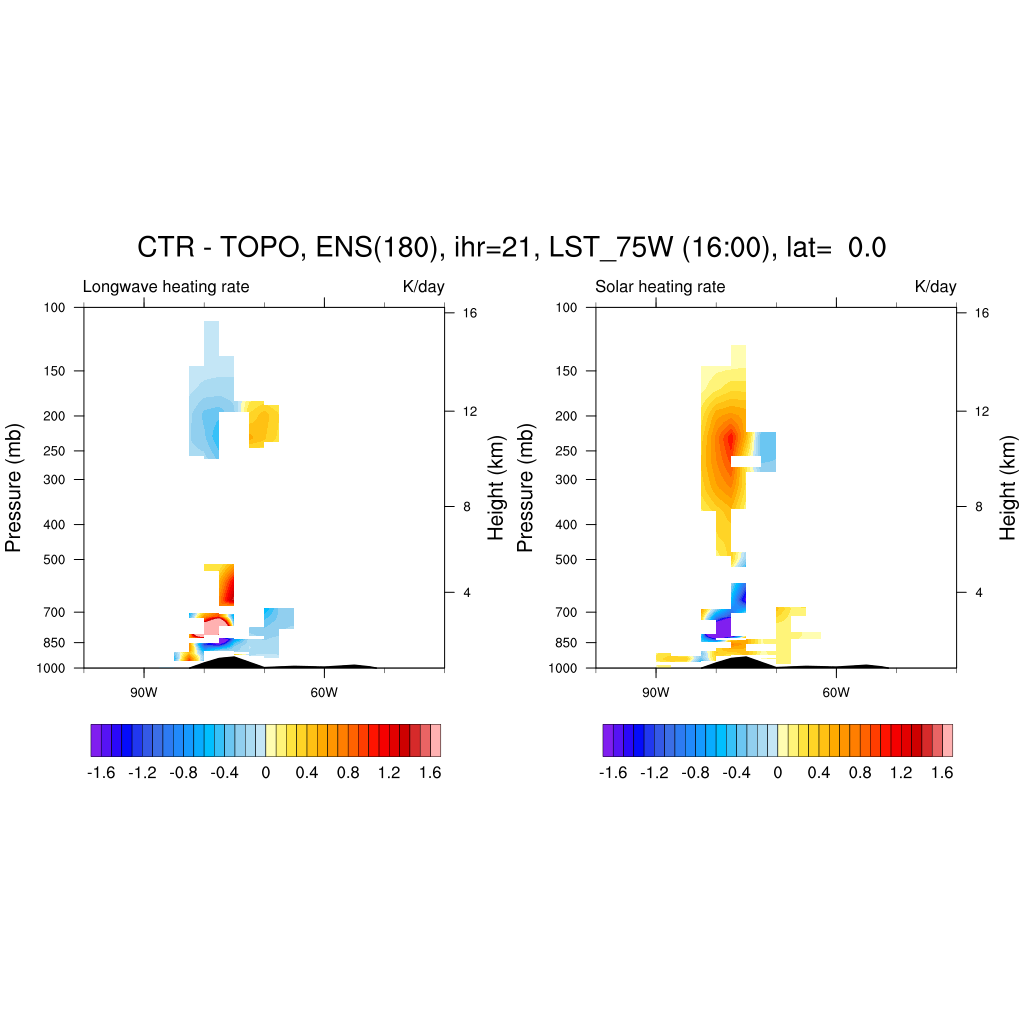 CTR - TOPO, ENS(180), ihr=21, LST_75W (16:00), lat=  0.0
Longwave heating rate K/day
100
150
200
250
300
400
500
700
850
1000
Pressure (mb)
16
12
8
4
Height (km)
90W 60W
-1.6 -1.2 -0.8 -0.4 0 0.4 0.8 1.2 1.6
Solar heating rate K/day
100
150
200
250
300
400
500
700
850
1000
Pressure (mb)
16
12
8
4
Height (km)
90W 60W
-1.6 -1.2 -0.8 -0.4 0 0.4 0.8 1.2 1.6